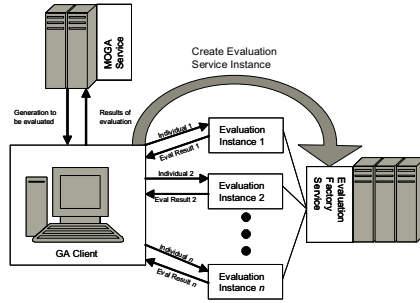 MOGA
Service
Create Evaluation
Service Instance
Generation to
be evaluated
Results of
evaluation
Individual 1
Eval Result 1
Evaluation
Instance 1
Individual 2
Eval Result 2
Evaluation
Instance 2
Individual n
Eval Result n
Evaluation
Instance n
Evaluation
Factory
Service
GA Client